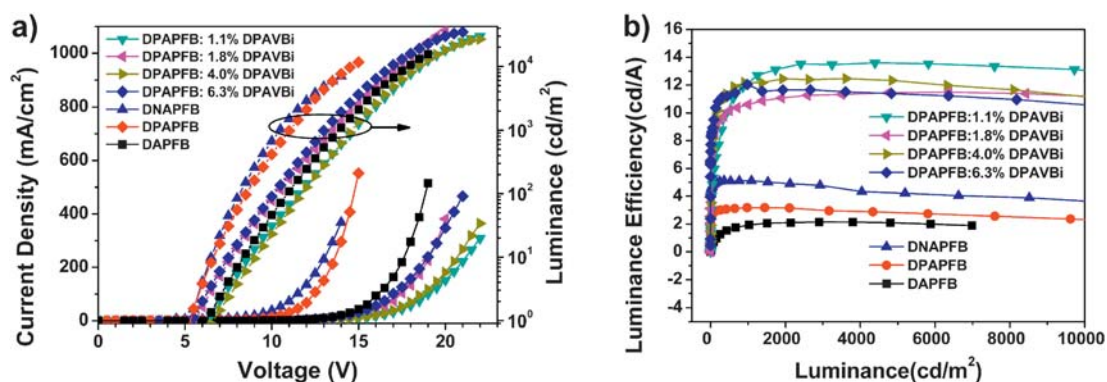 a)
DPAPFB: 1.1% DPAVBi
DPAPFB: 1.8% DPAVBi
DPAPFB: 4.0% DPAVBi
DPAPFB: 6.3% DPAVBi
DNAPFB
DPAPFB
DAPFB
Current Density (mA/cm²)
1000
800
600
400
200
0
0
5
10
15
20
Voltage (V)
10⁴
10³
10²
10¹
10⁰
Luminance (cd/m²)
b)
Luminance Efficiency(cd/A)
16
14
12
10
8
6
4
2
0
-2
-4
DPAPFB:1.1% DPAVBi
DPAPFB:1.8% DPAVBi
DPAPFB:4.0% DPAVBi
DPAPFB:6.3% DPAVBi
DNAPFB
DPAPFB
DAPFB
0
2000
4000
6000
8000
10000
Luminance(cd/m²)